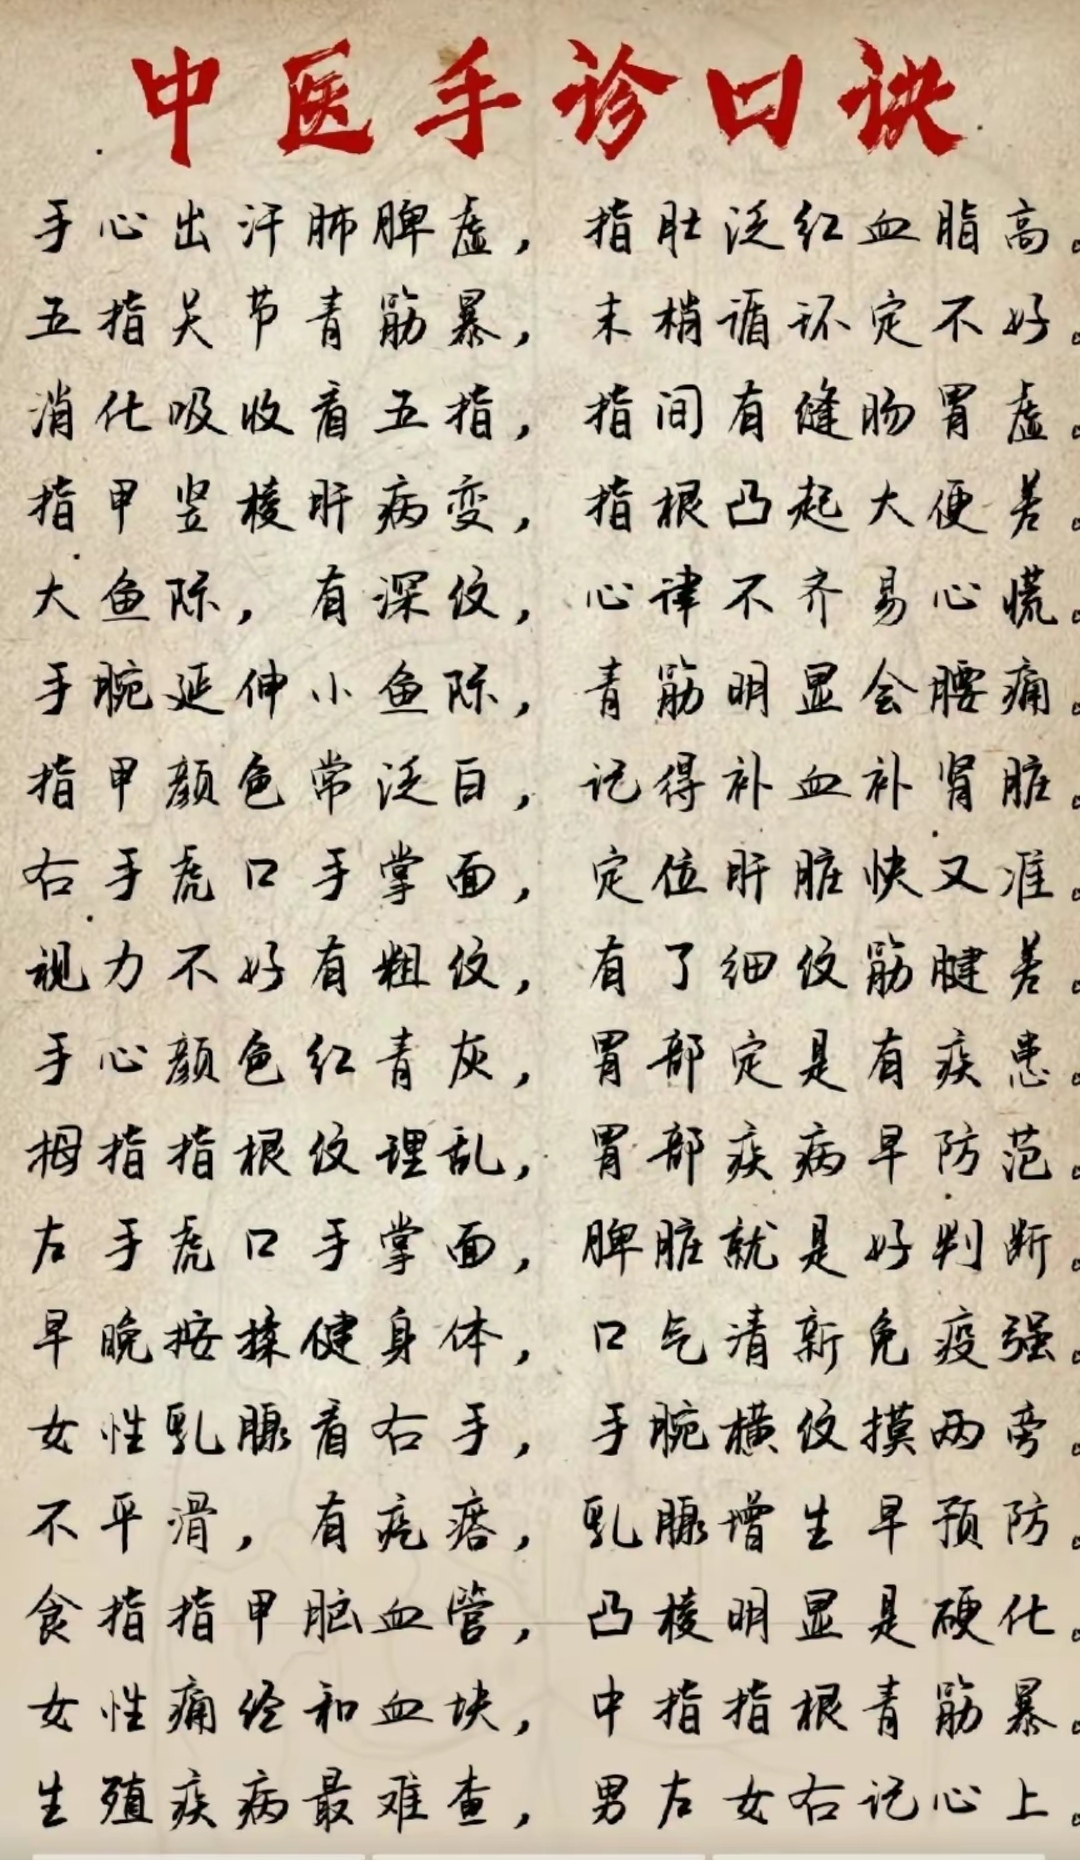 中医手诊口诀
手心出汗肺脾虚，指肚泛红血脂高。
五指关节青筋暴，末梢循环定不好。
消化吸收看五指，指间有缝肠胃虚。
指甲竖棱肝病变，指根凸起大便差。
大鱼际，有深纹，心律不齐易心慌。
手腕延伸小鱼际，青筋明显会腰痛。
指甲颜色常泛白，记得补血补肾脏。
右手虎口手掌面，定位肝脏快又准。
视力不好有粗纹，有了细纹筋腱差。
手心颜色红青灰，胃部定是有疾患。
拇指指根纹理乱，胃部疾病早防范。
左手虎口手掌面，脾脏就是好判断。
早晚按揉健身体，口气清新免疫强。
女性乳腺看右手，手腕横纹摸两旁。
不平滑，有疙瘩，乳腺增生早预防。
食指指甲脑血管，凸棱明显是硬化。
女性痛经和血块，中指指根青筋暴。
生殖疾病最难查，男左女右记心上。